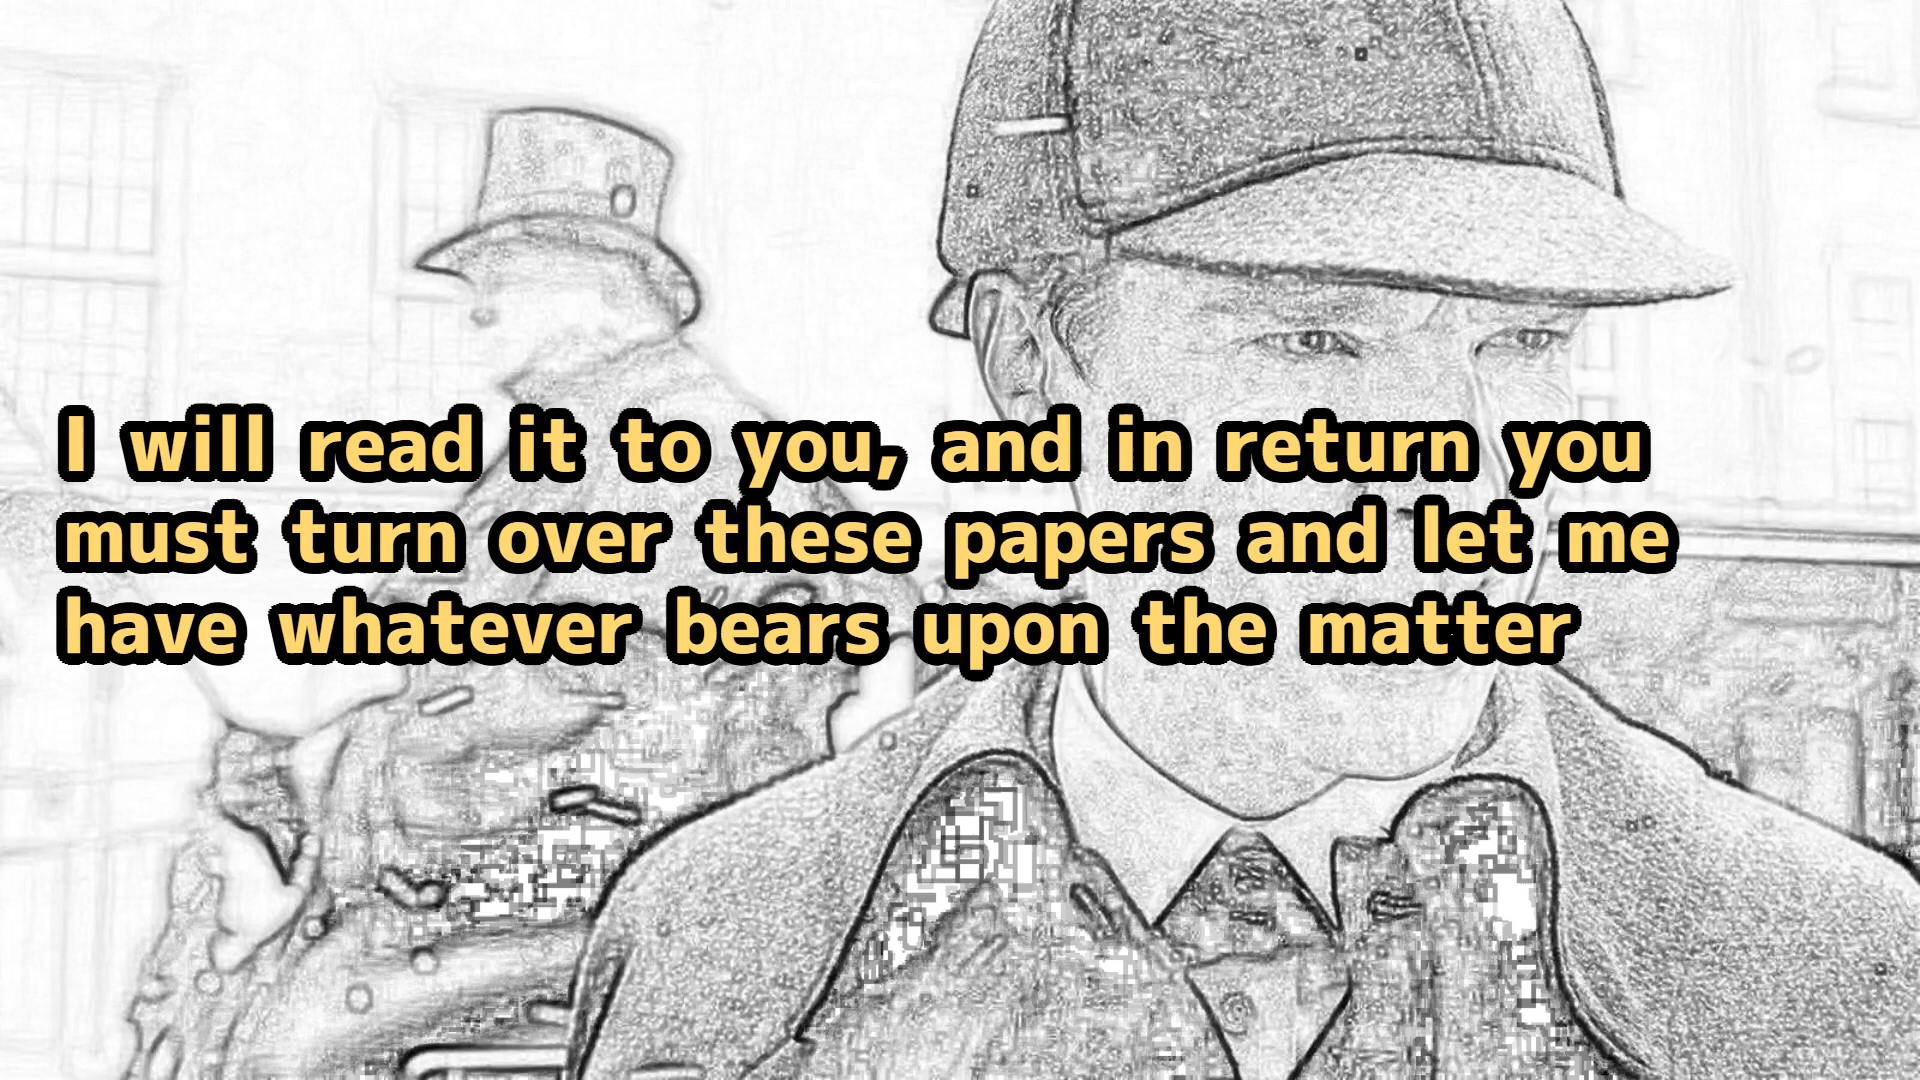 I will read it to you, and in return you
must turn over these papers and let me
have whatever bears upon the matter